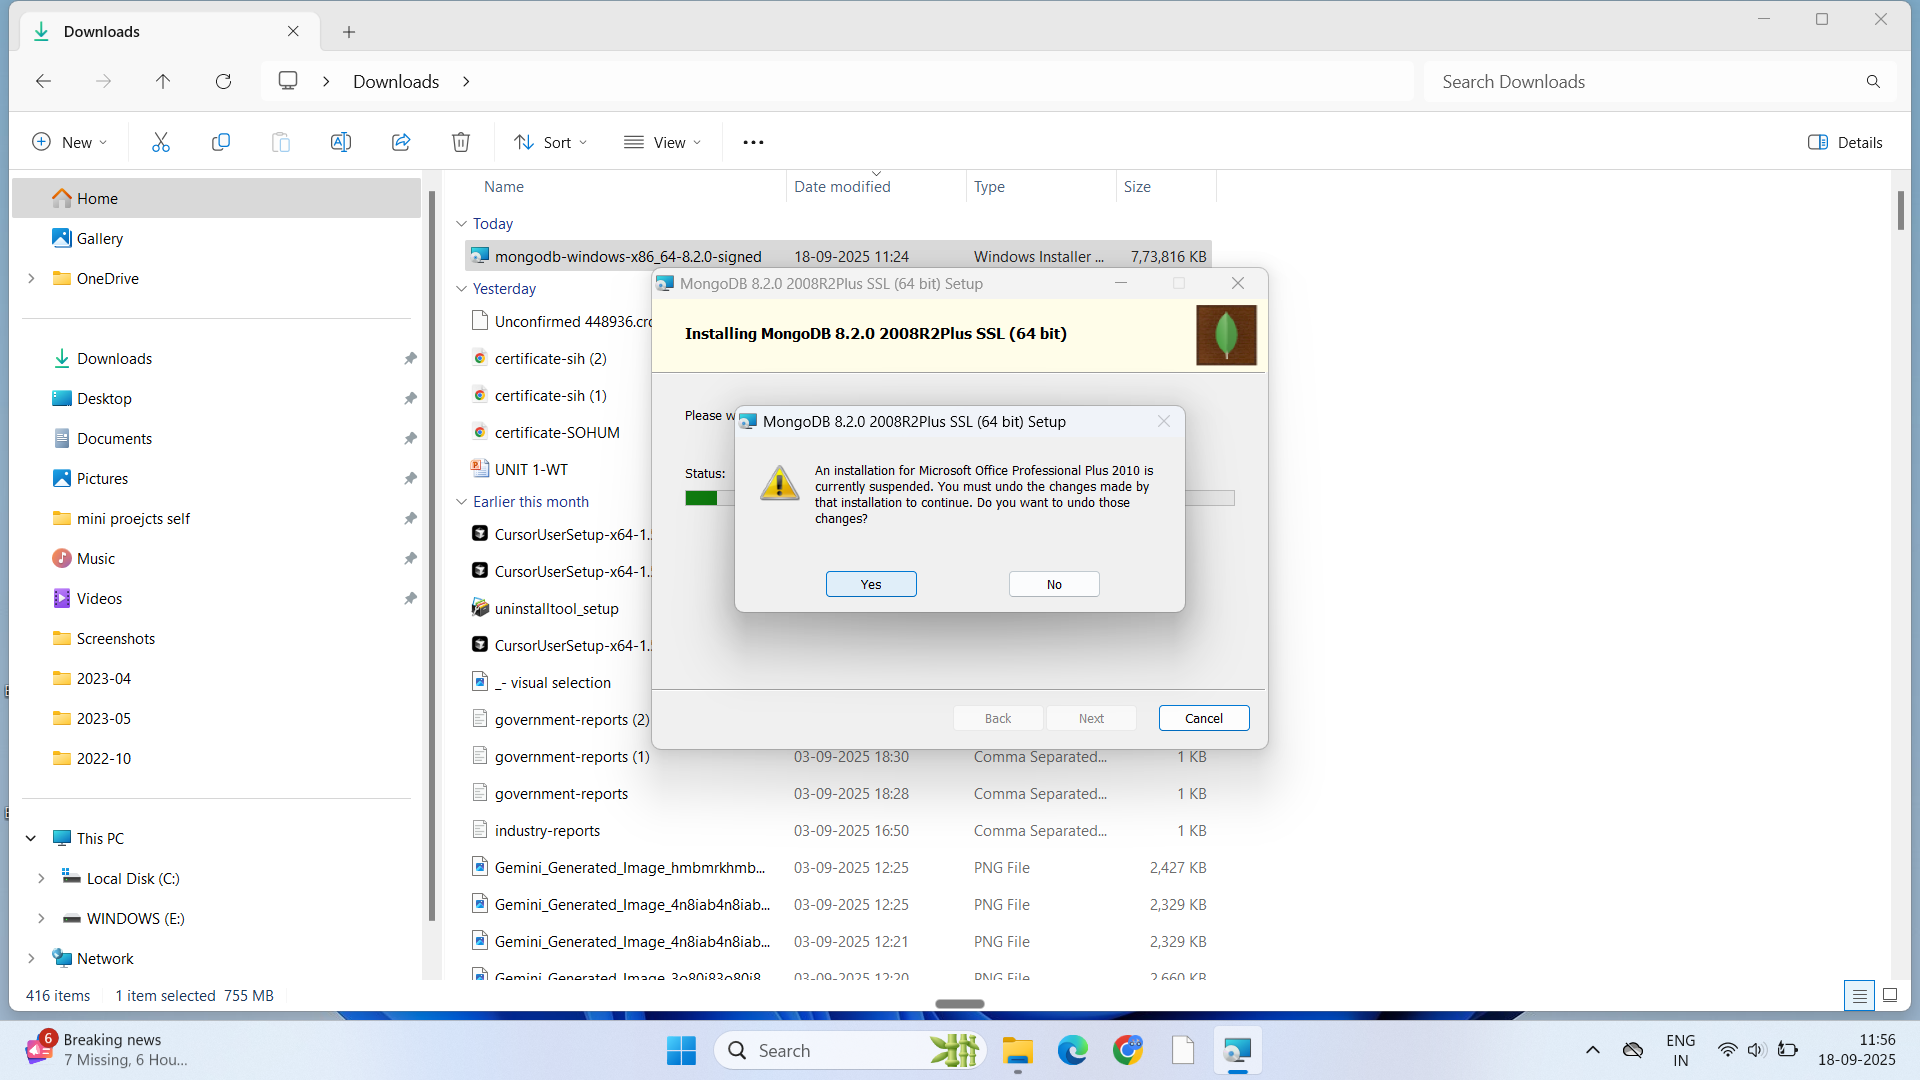 Downloads
Downloads
Search Downloads
New
Sort
View
Details
Home
Gallery
OneDrive
Downloads
Desktop
Documents
Pictures
mini proejcts self
Music
Videos
Screenshots
2023-04
2023-05
2022-10
This PC
Local Disk (C:)
WINDOWS (E:)
Network
Name Date modified Type Size
Today
mongodb-windows-x86_64-8.2.0-signed 18-09-2025 11:24 Windows Installer ... 7,73,816 KB
Yesterday
Unconfirmed 448936.crd
certificate-sih (2)
certificate-sih (1)
certificate-SOHUM
UNIT 1-WT
Earlier this month
CursorUserSetup-x64-1.
CursorUserSetup-x64-1.
uninstalltool_setup
CursorUserSetup-x64-1.
_- visual selection
government-reports (2)
government-reports (1) 03-09-2025 18:30 Comma Separated... 1 KB
government-reports 03-09-2025 18:28 Comma Separated... 1 KB
industry-reports 03-09-2025 16:50 Comma Separated... 1 KB
Gemini_Generated_Image_hmbmrkhmb... 03-09-2025 12:25 PNG File 2,427 KB
Gemini_Generated_Image_4n8iab4n8iab... 03-09-2025 12:25 PNG File 2,329 KB
Gemini_Generated_Image_4n8iab4n8iab... 03-09-2025 12:21 PNG File 2,329 KB
03-09-2025 12:20 PNG File 2,660 KB
MongoDB 8.2.0 2008R2Plus SSL (64 bit) Setup
Installing MongoDB 8.2.0 2008R2Plus SSL (64 bit)
Please w
Status:
MongoDB 8.2.0 2008R2Plus SSL (64 bit) Setup
An installation for Microsoft Office Professional Plus 2010 is
currently suspended. You must undo the changes made by
that installation to continue. Do you want to undo those
changes?
Yes No
Back Next Cancel
416 items 1 item selected 755 MB
6
Breaking news
7 Missing, 6 Hou...
Search
ENG
IN
11:56
18-09-2025